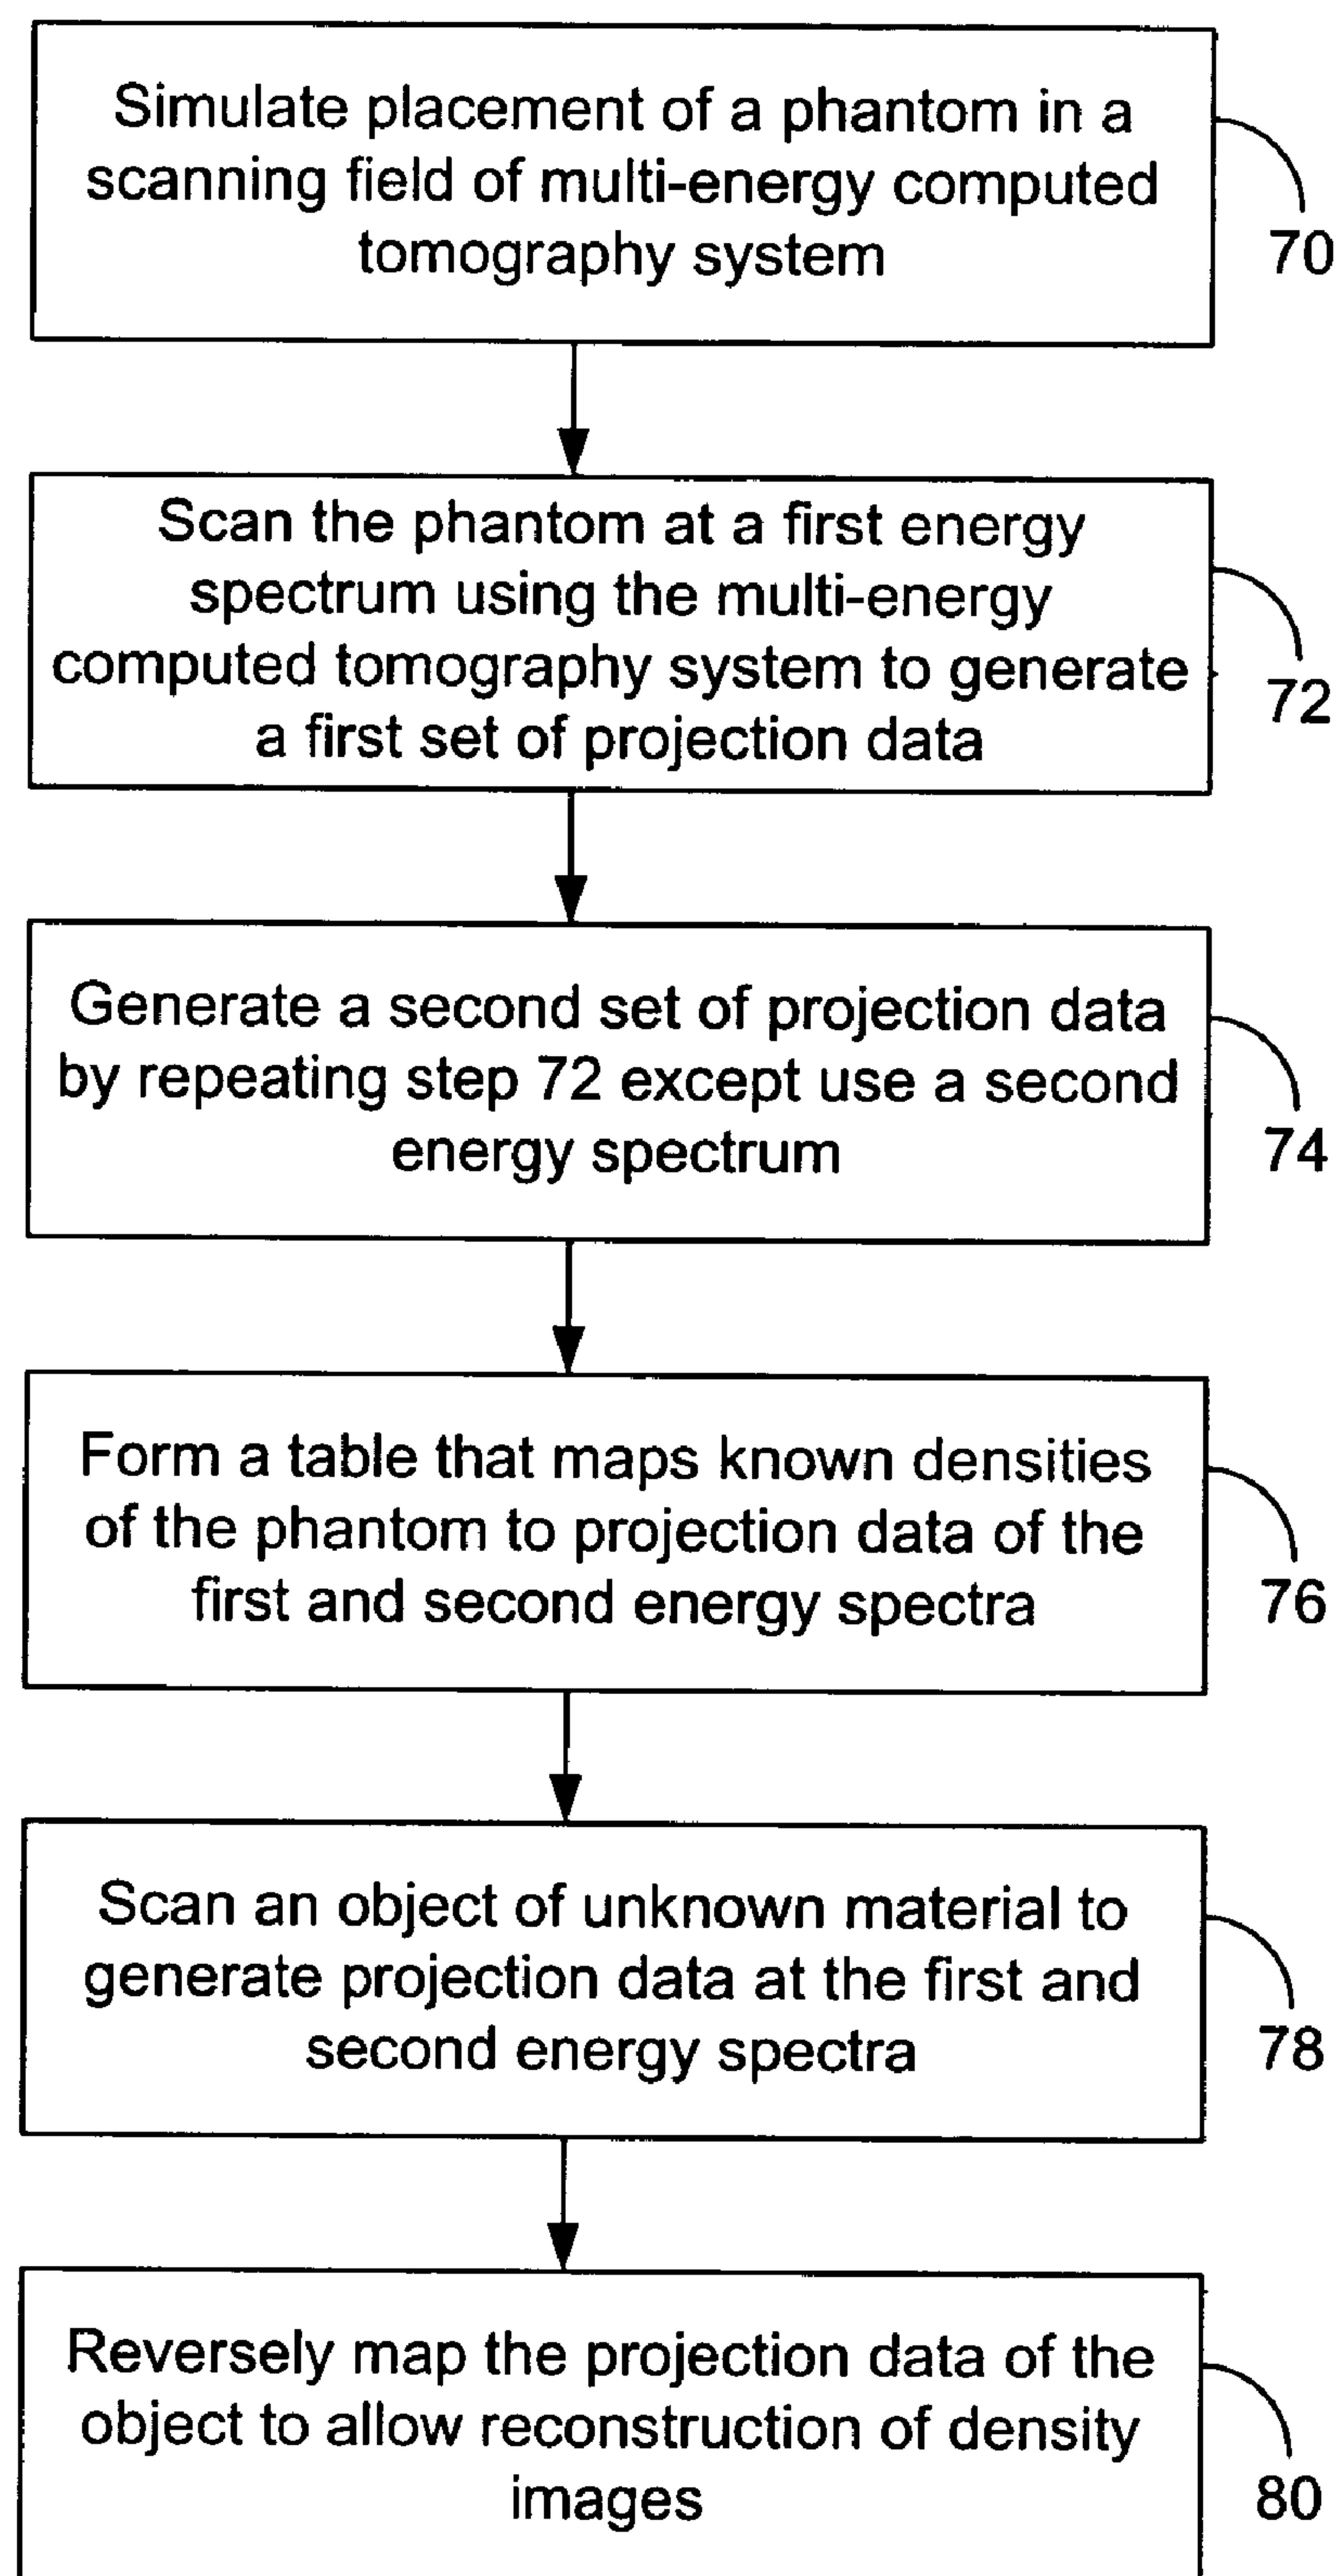 Simulate placement of a phantom in a
scanning field of multi-energy computed
tomography system
70
Scan the phantom at a first energy
spectrum using the multi-energy
computed tomography system to generate
a first set of projection data
72
Generate a second set of projection data
by repeating step 72 except use a second
energy spectrum
74
Form a table that maps known densities
of the phantom to projection data of the
first and second energy spectra
76
Scan an object of unknown material to
generate projection data at the first and
second energy spectra
78
Reversely map the projection data of the
object to allow reconstruction of density
images
80